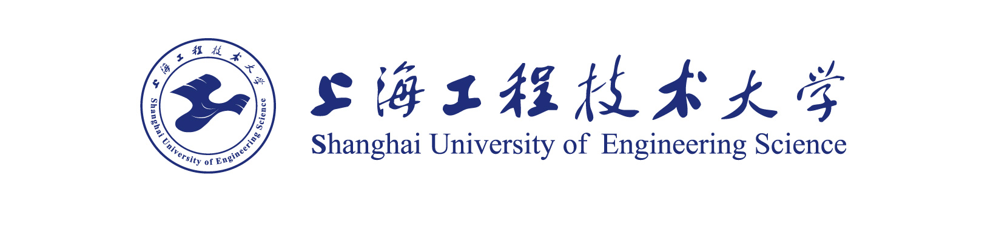 上海工程技术大学
Shanghai University of Engineering Science
上海工程技术大学
Shanghai University of Engineering Science